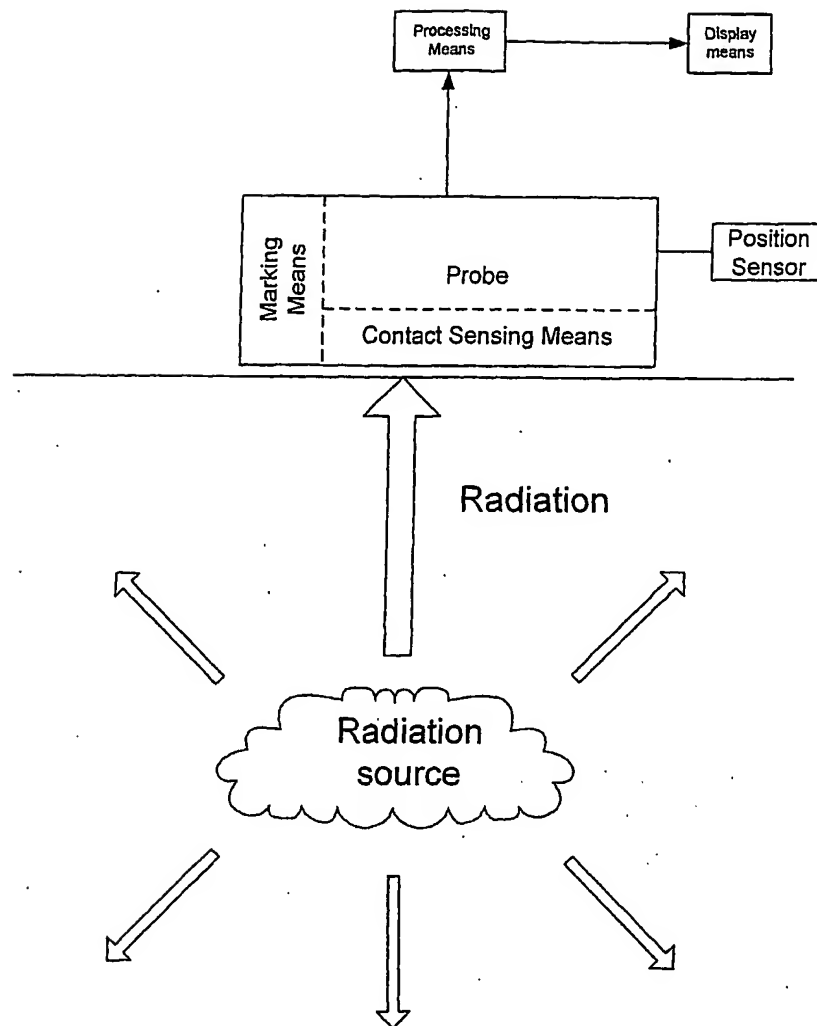 Processing
Means
Display
means
Marking
Means
Probe
Contact Sensing Means
Position
Sensor
Radiation
Radiation
source